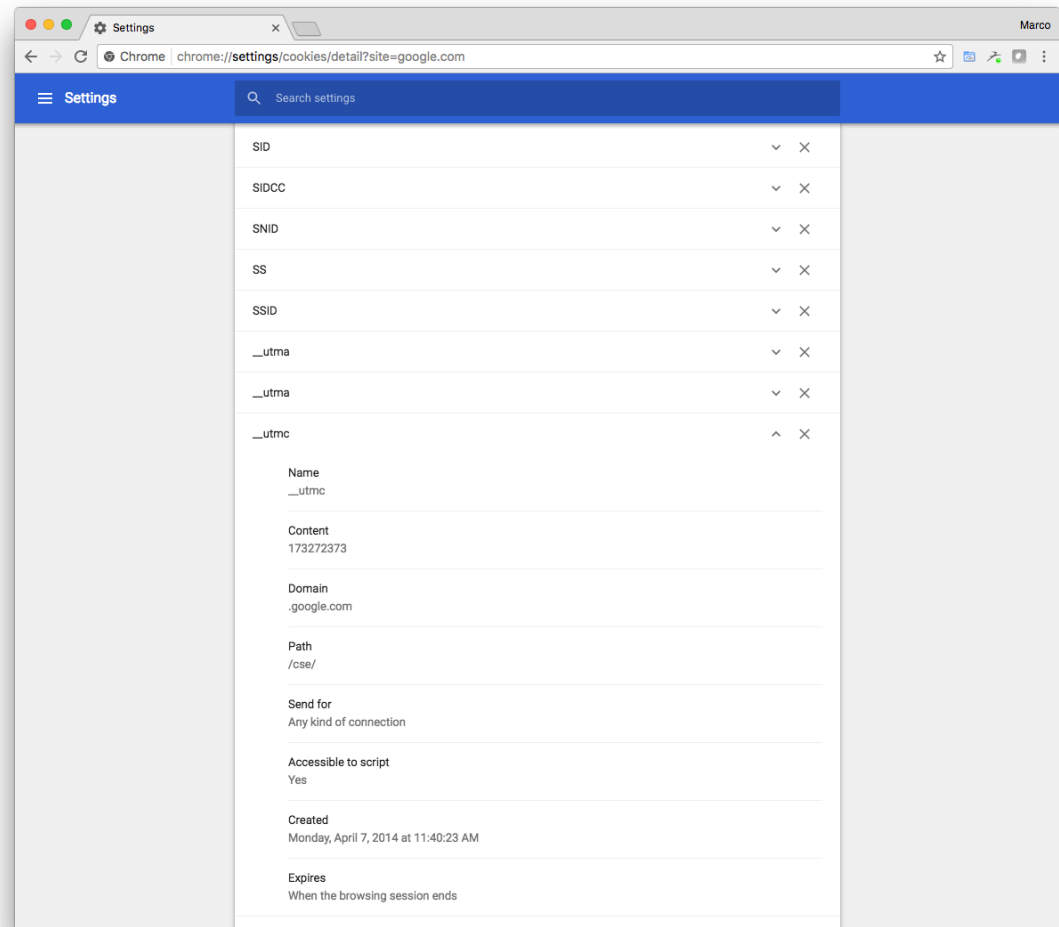 Settings
Marco
Chrome chrome://settings/cookies/detail?site=google.com
Settings
Search settings
SID
SIDCC
SNID
SS
SSID
__utma
__utma
__utmc
Name
__utmc
Content
173272373
Domain
.google.com
Path
/cse/
Send for
Any kind of connection
Accessible to script
Yes
Created
Monday, April 7, 2014 at 11:40:23 AM
Expires
When the browsing session ends